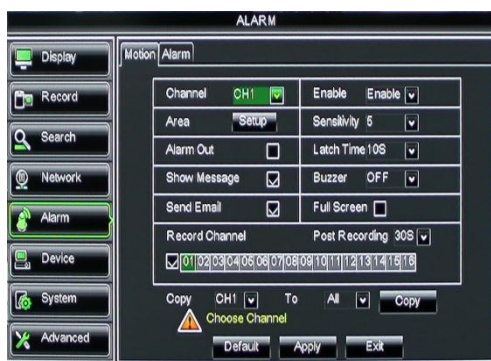 ALARM
Display
Record
Search
Network
Alarm
Device
System
Advanced
Motion Alarm
Channel CH1 Enable Enable
Area Setup Sensitivity 5
Alarm Out Latch Time 10S
Show Message Buzzer OFF
Send Email Full Screen
Record Channel Post Recording 30S
01 02 03 04 05 06 07 08 09 10 11 12 13 14 15 16
Copy CH1 To All Copy
Choose Channel
Default Apply Exit